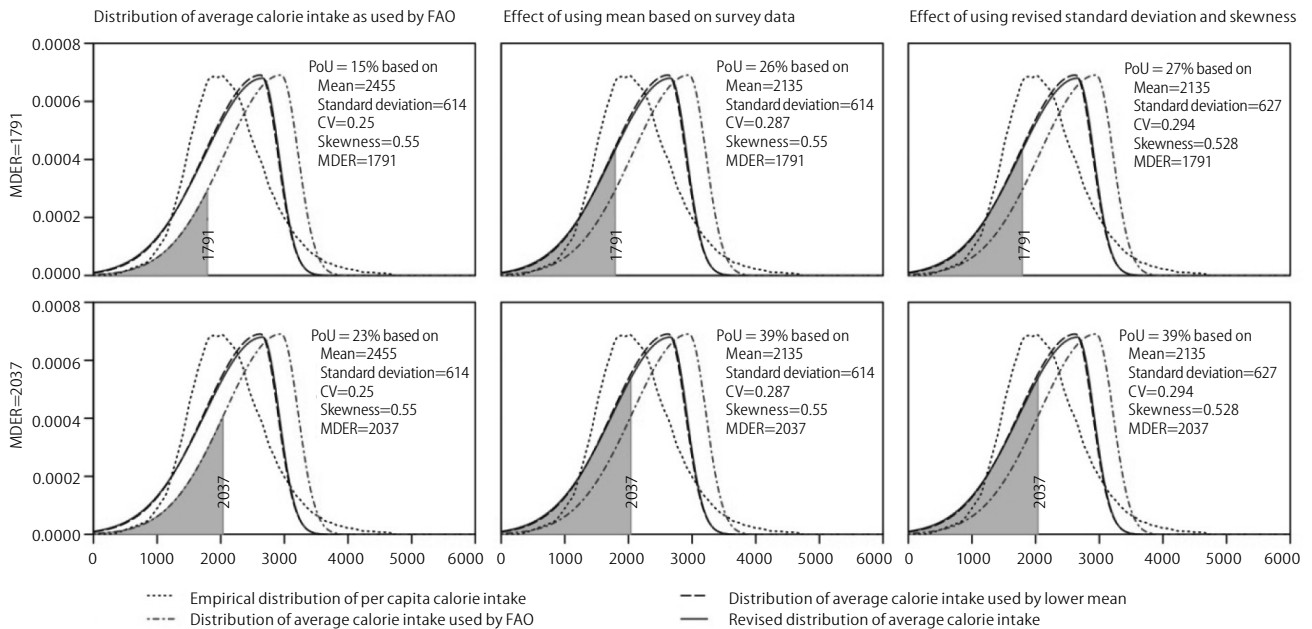 Distribution of average calorie intake as used by FAO
Effect of using mean based on survey data
Effect of using revised standard deviation and skewness
MDER=1791
0.0008
0.0006
0.0004
0.0002
0.0000
PoU = 15% based on
Mean=2455
Standard deviation=614
CV=0.25
Skewness=0.55
MDER=1791
1791
PoU = 26% based on
Mean=2135
Standard deviation=614
CV=0.287
Skewness=0.55
MDER=1791
1791
PoU = 27% based on
Mean=2135
Standard deviation=627
CV=0.294
Skewness=0.528
MDER=1791
1791
MDER=2037
0.0008
0.0006
0.0004
0.0002
0.0000
PoU = 23% based on
Mean=2455
Standard deviation=614
CV=0.25
Skewness=0.55
MDER=2037
2037
PoU = 39% based on
Mean=2135
Standard deviation=614
CV=0.287
Skewness=0.55
MDER=2037
2037
PoU = 39% based on
Mean=2135
Standard deviation=627
CV=0.294
Skewness=0.528
MDER=2037
2037
0 1000 2000 3000 4000 5000 6000
0 1000 2000 3000 4000 5000 6000
0 1000 2000 3000 4000 5000 6000
Empirical distribution of per capita calorie intake
Distribution of average calorie intake used by FAO
Distribution of average calorie intake used by lower mean
Revised distribution of average calorie intake